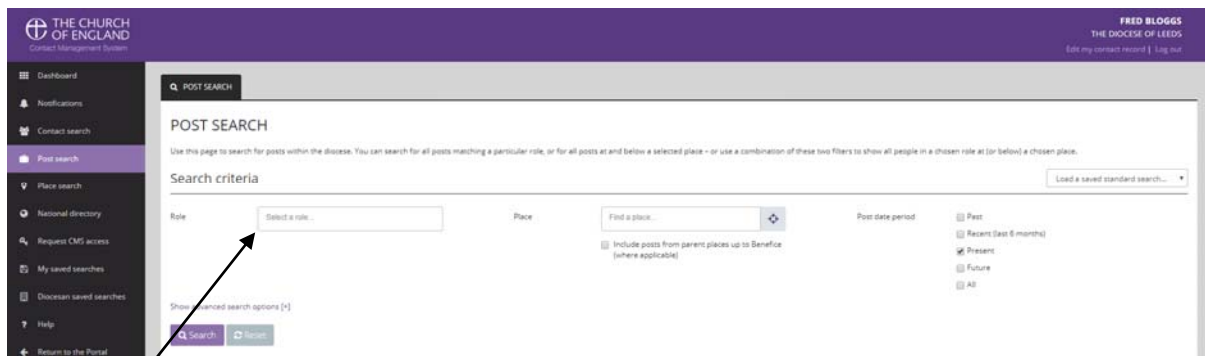 THE CHURCH
OF ENGLAND
Contact Management System
FRED BLOGGS
THE DIOCESE OF LEEDS
Edit my contact record | Log out
Dashboard
Notifications
Contact search
Post search
Place search
National directory
Request CMS access
My saved searches
Diocesan saved searches
Help
Return to the Portal
POST SEARCH
POST SEARCH
Use this page to search for posts within the diocese. You can search for all posts matching a particular role, or for all posts at and below a selected place – or use a combination of these two filters to show all people in a chosen role at (or below) a chosen place.
Search criteria
Load a saved standard search...
Role
Select a role...
Place
Find a place...
Include posts from parent places up to Benefice
(where applicable)
Post date period
Past
Recent (last 6 months)
Present
Future
All
Show advanced search options [+]
Search
Reset